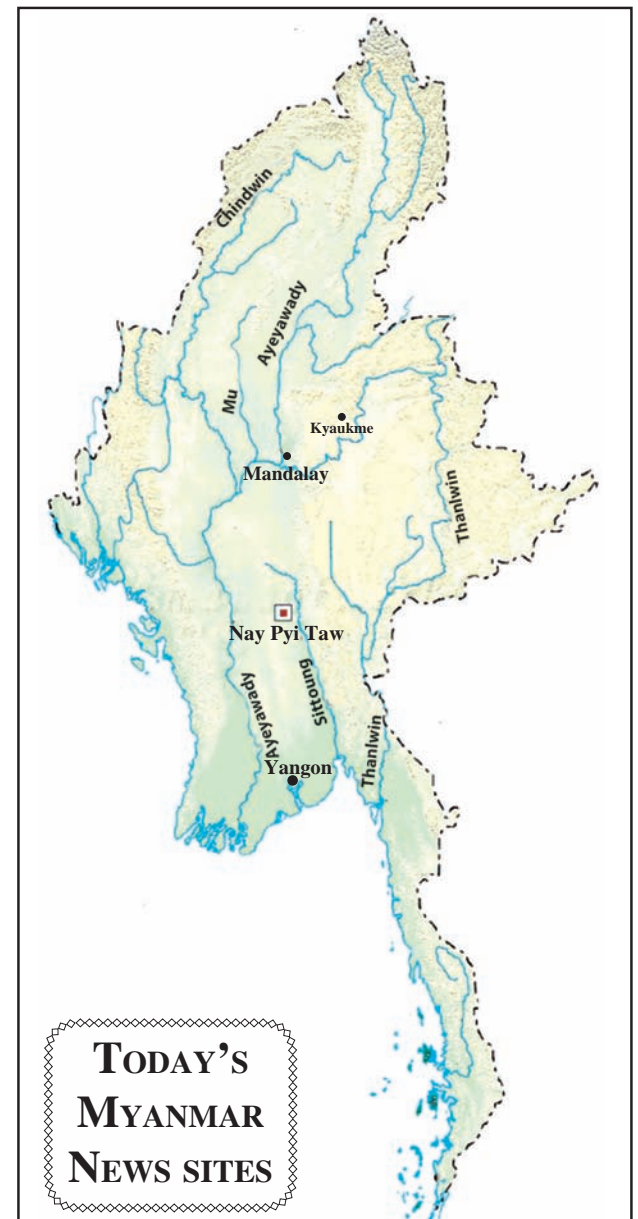 Chindwin
Ayeyawady
Mu
Kyaukme
Mandalay
Thanlwin
Nay Pyi Taw
Sittoung
Ayeyawady
Thanlwin
Yangon
TODAY'S
MYANMAR
NEWS SITES